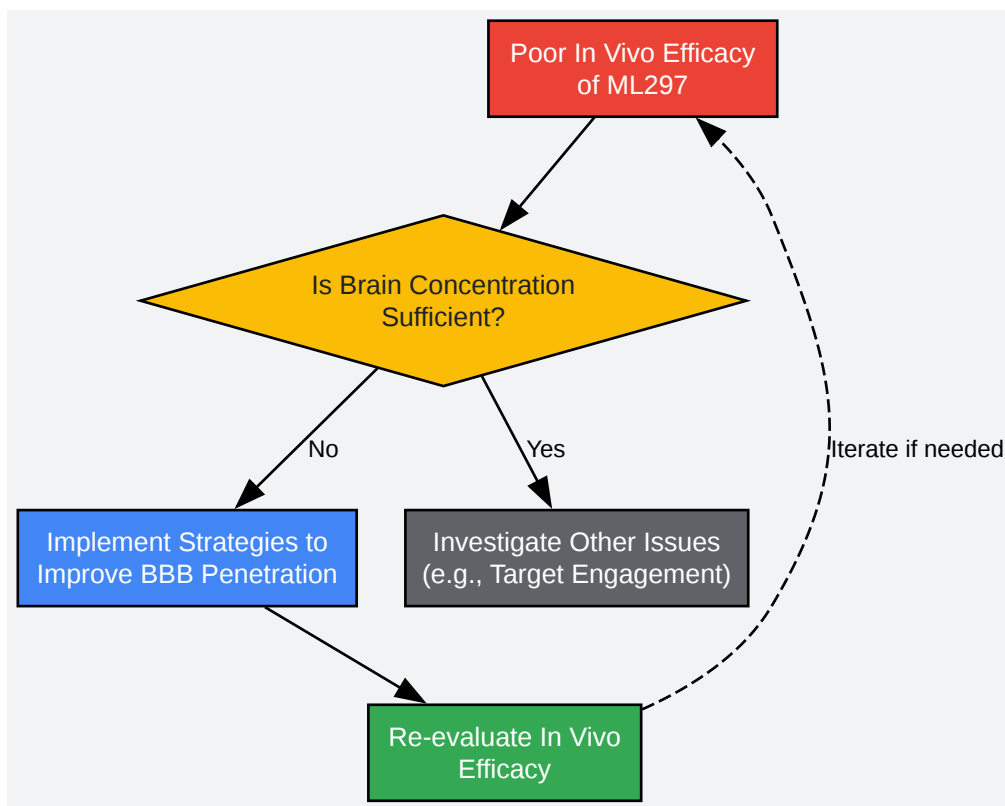 Poor In Vivo Efficacy
of ML297
Is Brain Concentration
Sufficient?
No
Yes
Iterate if needed
Implement Strategies to
Improve BBB Penetration
Investigate Other Issues
(e.g., Target Engagement)
Re-evaluate In Vivo
Efficacy